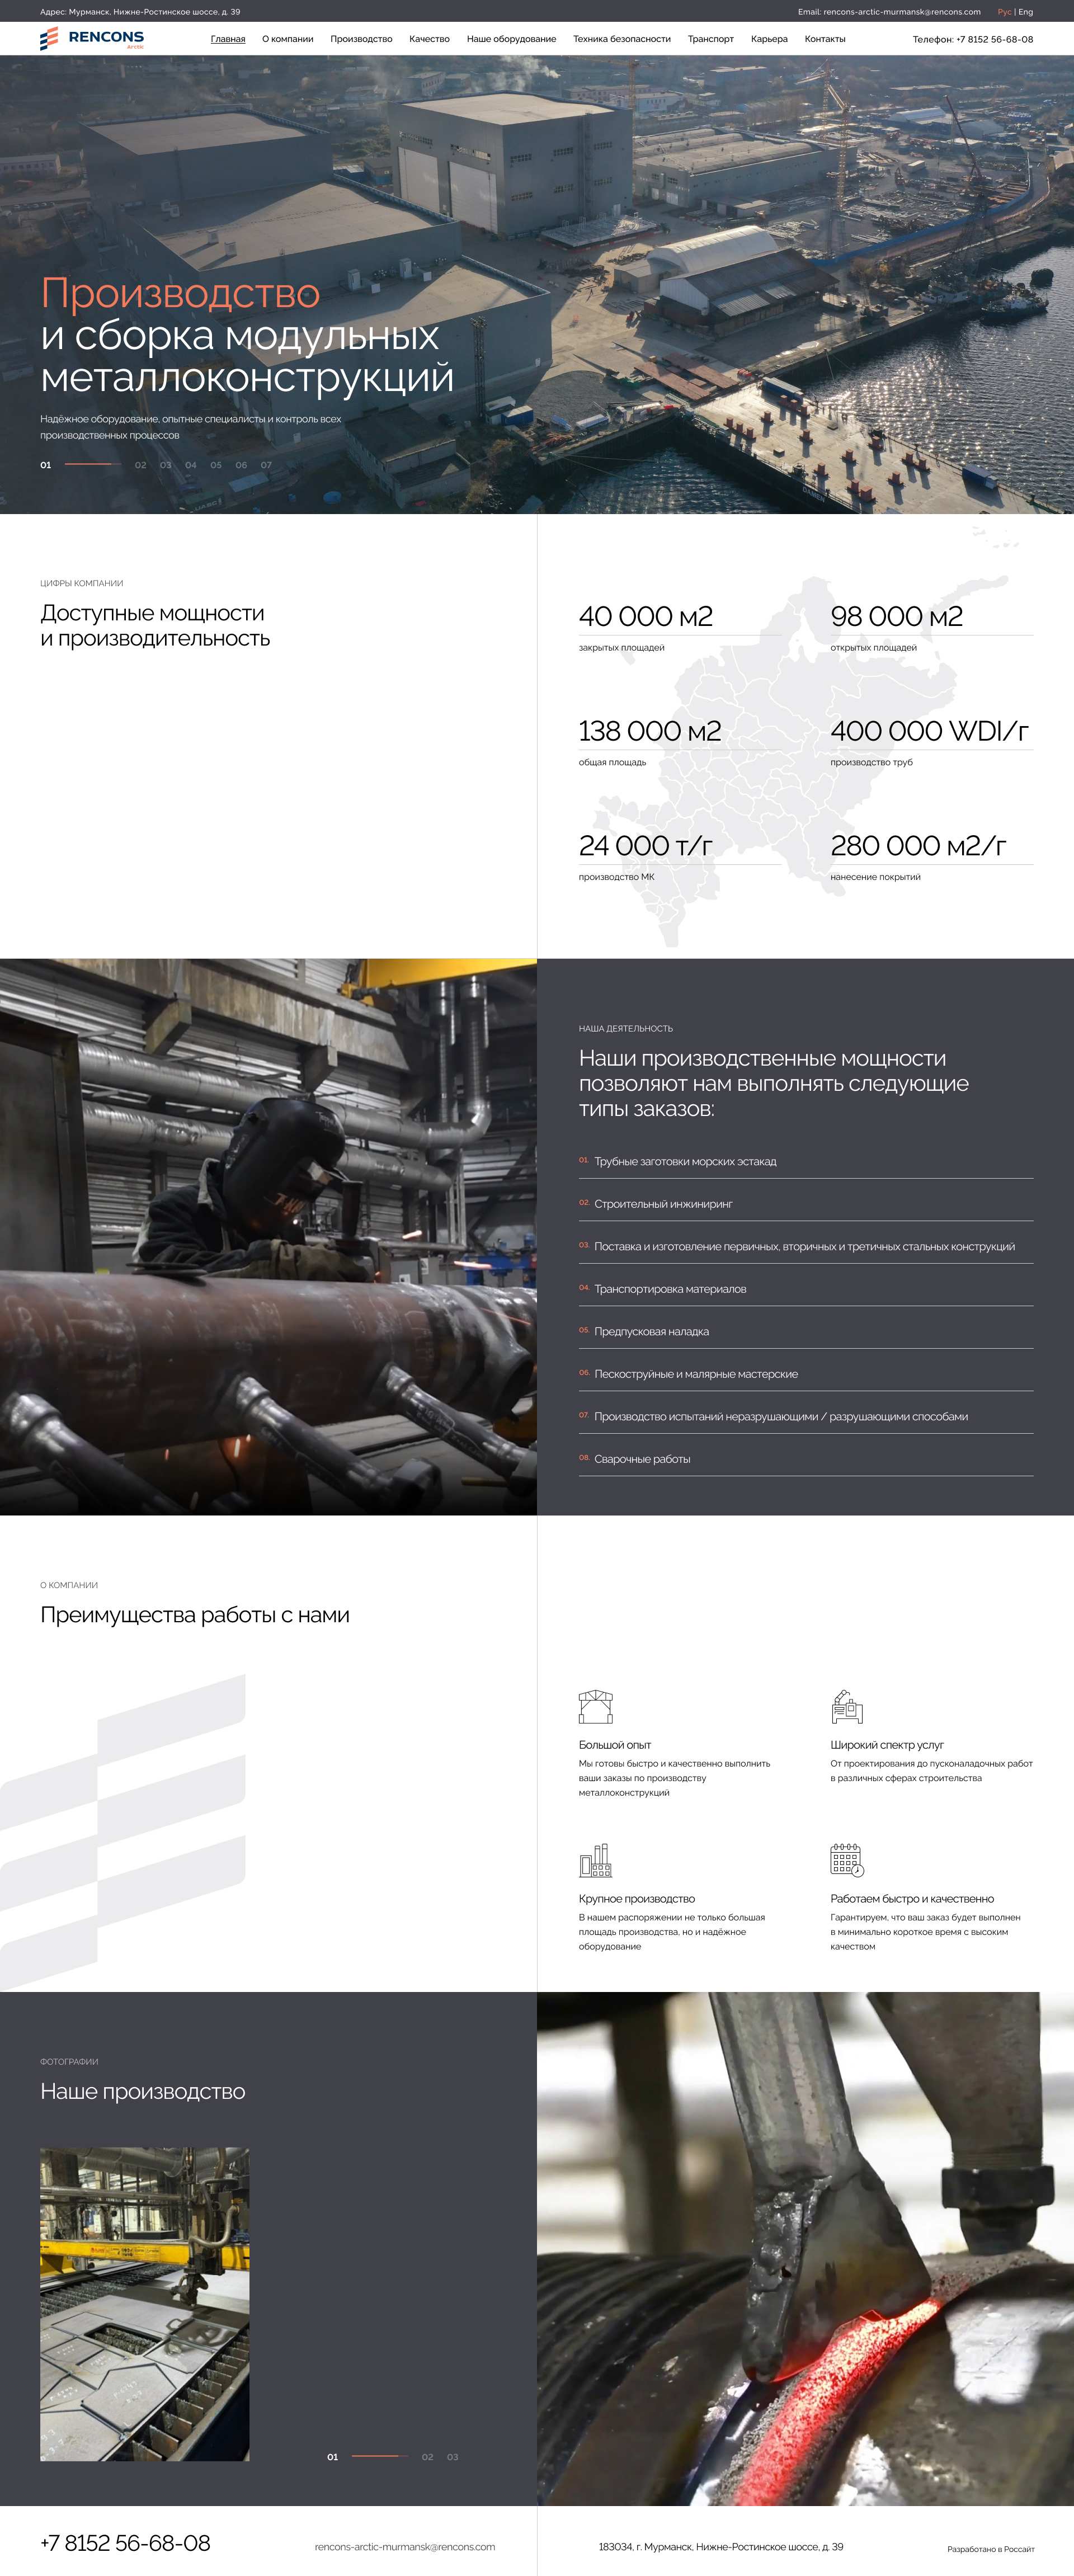 Адрес: Мурманск, Нижне-Ростинское шоссе, д. 39
Email: rencons-arctic-murmansk@rencons.com
Рус | Eng
RENCONS
Arctic
Главная
О компании
Производство
Качество
Наше оборудование
Техника безопасности
Транспорт
Карьера
Контакты
Телефон: +7 8152 56-68-08
Производство
и сборка модульных
металлоконструкций
Надёжное оборудование, опытные специалисты и контроль всех
производственных процессов
01 02 03 04 05 06 07
ЦИФРЫ КОМПАНИИ
Доступные мощности
и производительность
40 000 м2
закрытых площадей
98 000 м2
открытых площадей
138 000 м2
общая площадь
400 000 WDI/г
производство труб
24 000 т/г
производство МК
280 000 м2/г
нанесение покрытий
НАША ДЕЯТЕЛЬНОСТЬ
Наши производственные мощности
позволяют нам выполнять следующие
типы заказов:
01. Трубные заготовки морских эстакад
02. Строительный инжиниринг
03. Поставка и изготовление первичных, вторичных и третичных стальных конструкций
04. Транспортировка материалов
05. Предпусковая наладка
06. Пескоструйные и малярные мастерские
07. Производство испытаний неразрушающими / разрушающими способами
08. Сварочные работы
О КОМПАНИИ
Преимущества работы с нами
Большой опыт
Мы готовы быстро и качественно выполнить
ваши заказы по производству
металлоконструкций
Широкий спектр услуг
От проектирования до пусконаладочных работ
в различных сферах строительства
Крупное производство
В нашем распоряжении не только большая
площадь производства, но и надёжное
оборудование
Работаем быстро и качественно
Гарантируем, что ваш заказ будет выполнен
в минимально короткое время с высоким
качеством
ФОТОГРАФИИ
Наше производство
01 02 03
+7 8152 56-68-08
rencons-arctic-murmansk@rencons.com
183034, г. Мурманск, Нижне-Ростинское шоссе, д. 39
Разработано в Россайт